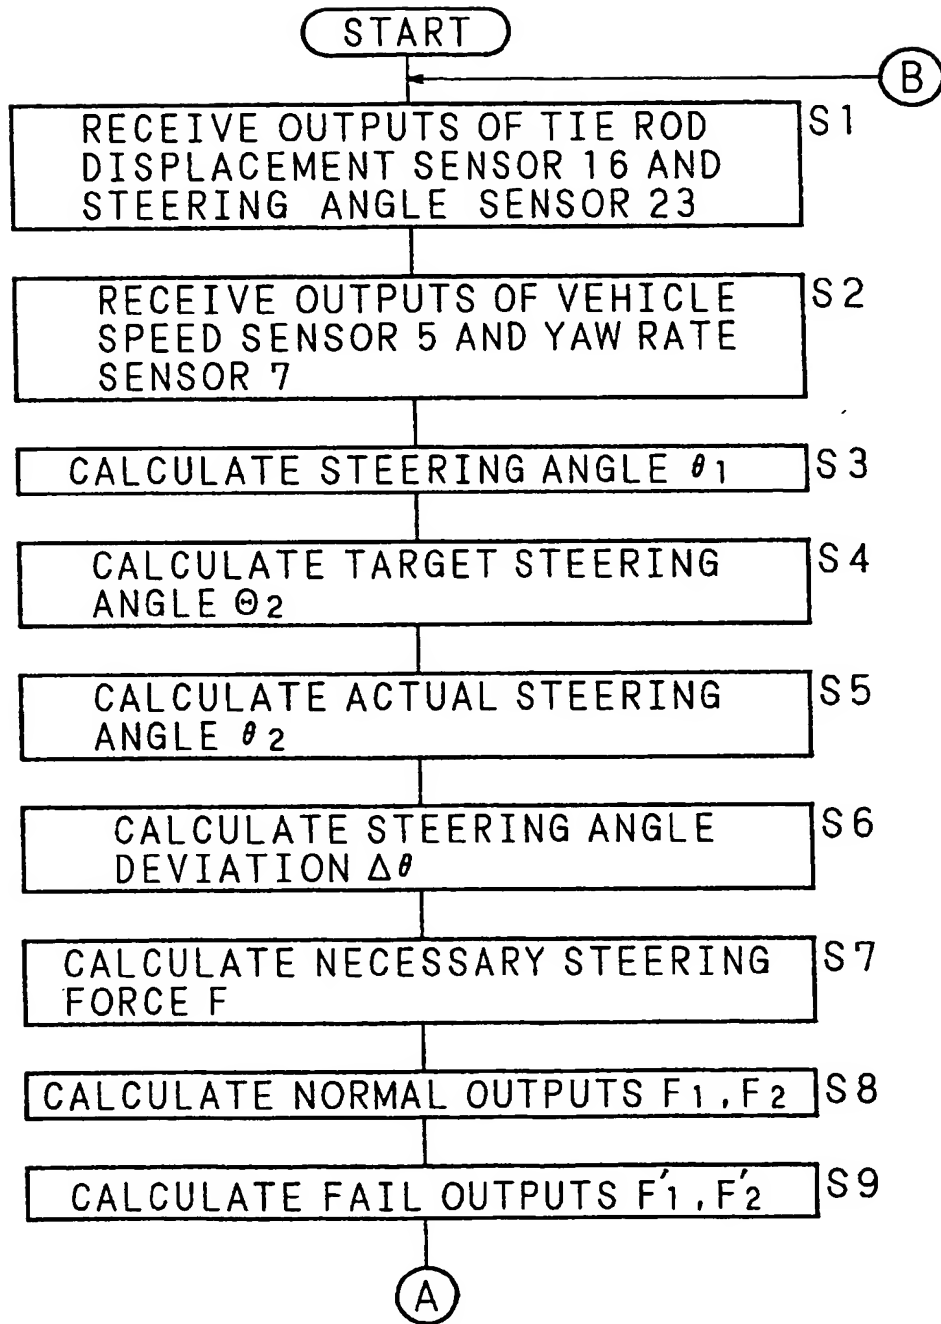 START
B
RECEIVE OUTPUTS OF TIE ROD
DISPLACEMENT SENSOR 16 AND
STEERING ANGLE SENSOR 23
S1
RECEIVE OUTPUTS OF VEHICLE
SPEED SENSOR 5 AND YAW RATE
SENSOR 7
S2
CALCULATE STEERING ANGLE θ1
S3
CALCULATE TARGET STEERING
ANGLE Θ2
S4
CALCULATE ACTUAL STEERING
ANGLE θ2
S5
CALCULATE STEERING ANGLE
DEVIATION Δθ
S6
CALCULATE NECESSARY STEERING
FORCE F
S7
CALCULATE NORMAL OUTPUTS F1, F2
S8
CALCULATE FAIL OUTPUTS F'1, F'2
S9
A